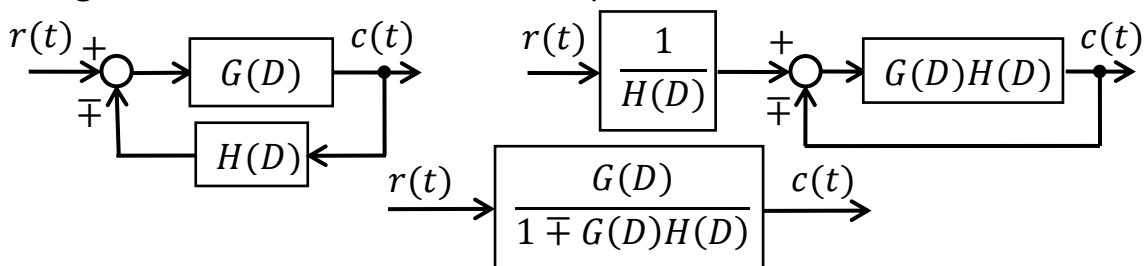 r(t) + G(D) c(t)
∓ H(D)
r(t) 1/H(D) + G(D)H(D) c(t)
∓
r(t) G(D)/(1 ∓ G(D)H(D)) c(t)